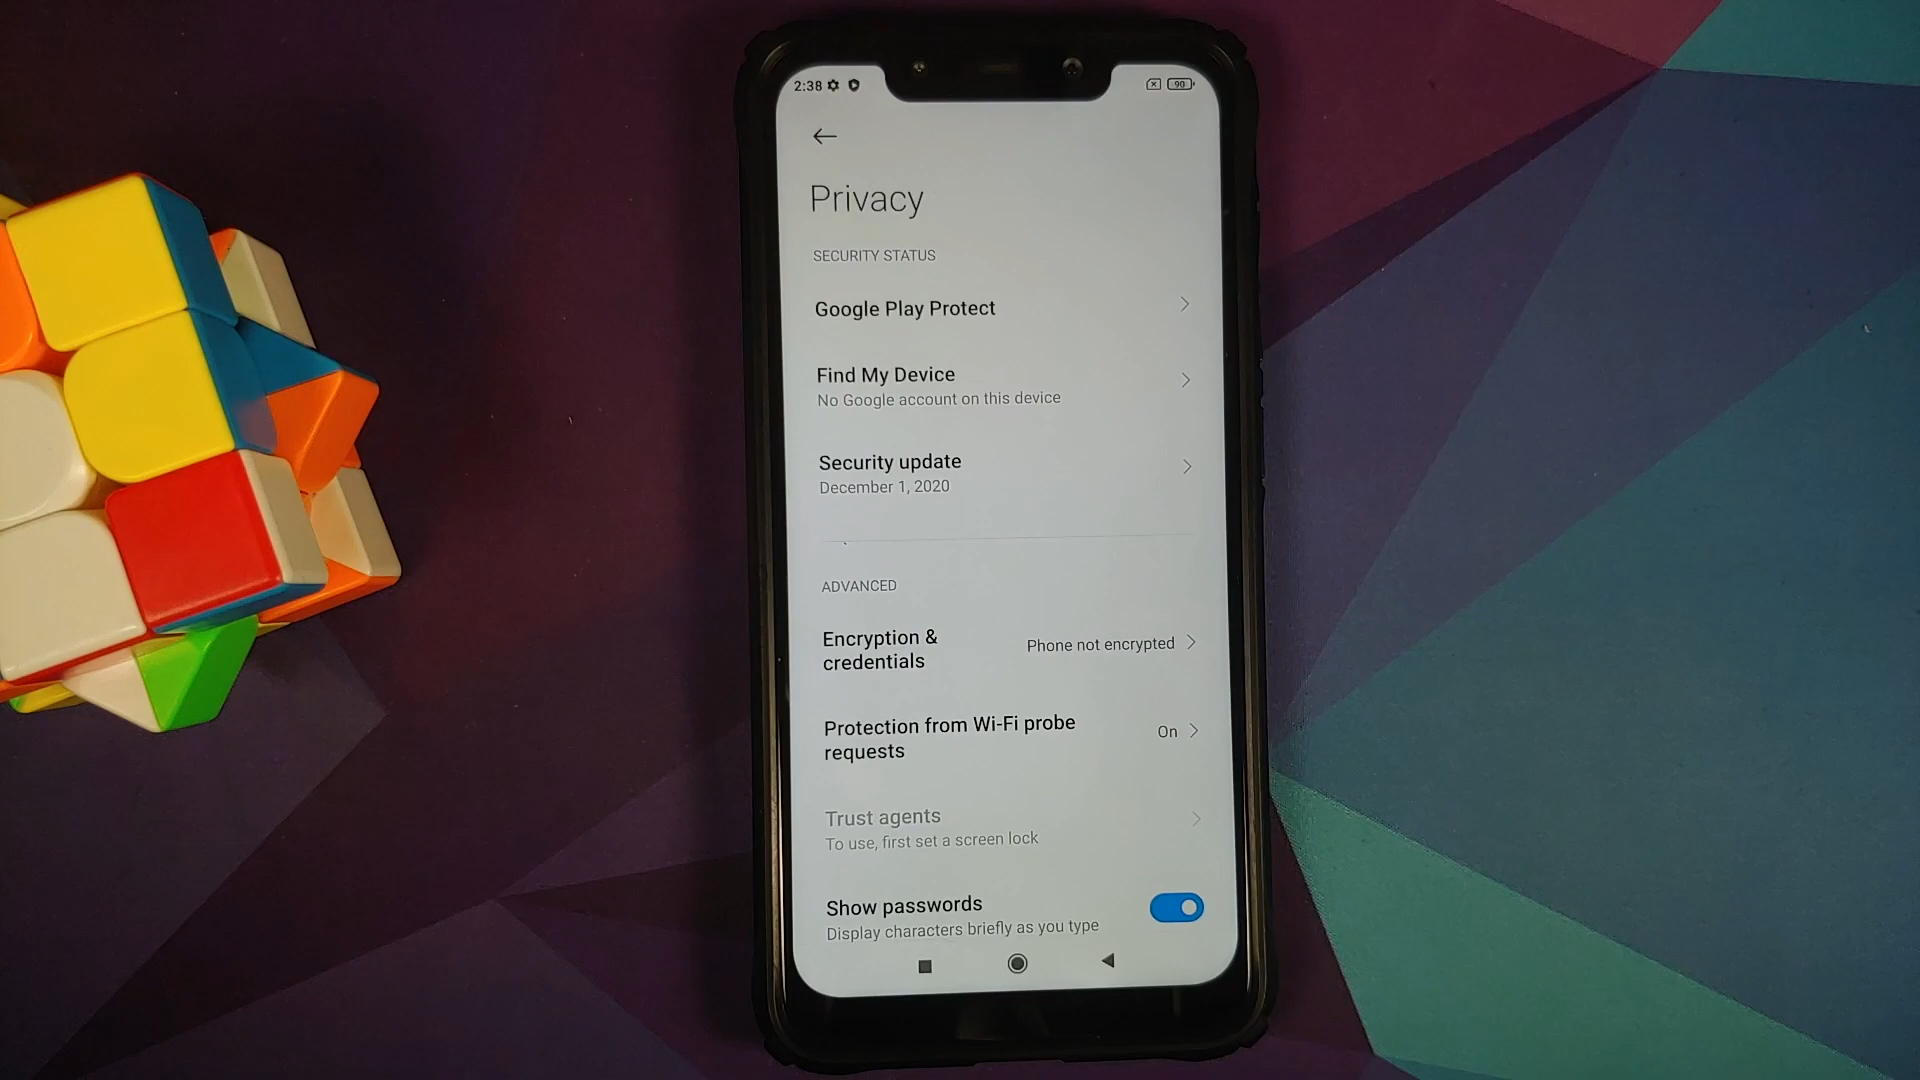 2:38
90
Privacy
SECURITY STATUS
Google Play Protect
Find My Device
No Google account on this device
Security update
December 1, 2020
ADVANCED
Encryption &
credentials
Phone not encrypted
Protection from Wi-Fi probe
requests
On
Trust agents
To use, first set a screen lock
Show passwords
Display characters briefly as you type